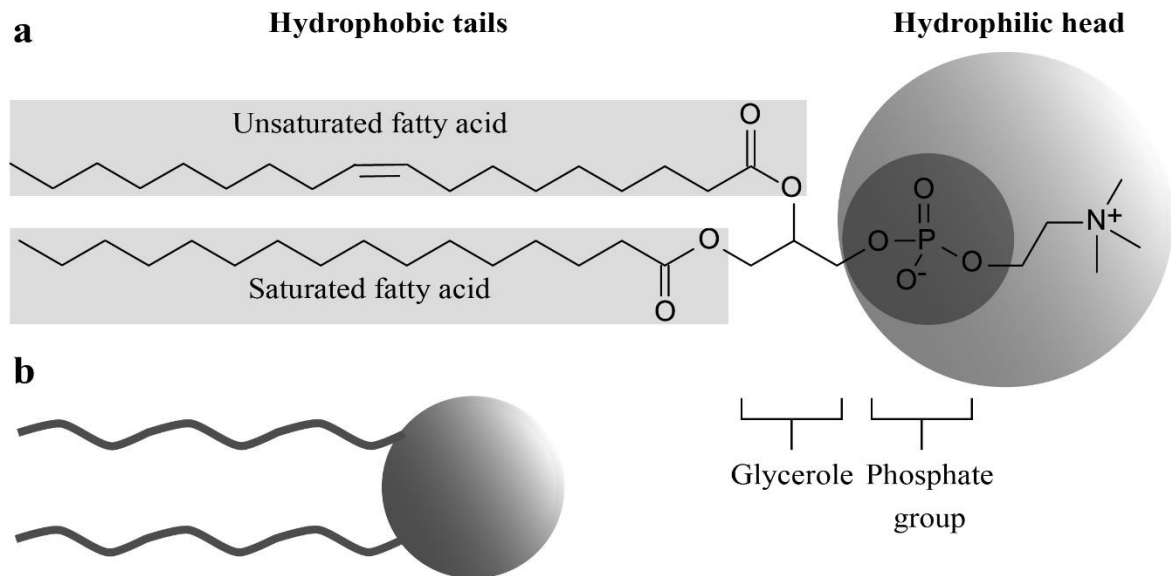 a
Hydrophobic tails
Hydrophilic head
Unsaturated fatty acid
O
O
O
P
O
O
O-
O
N+
Saturated fatty acid
O
b
Glycerole
Phosphate
group